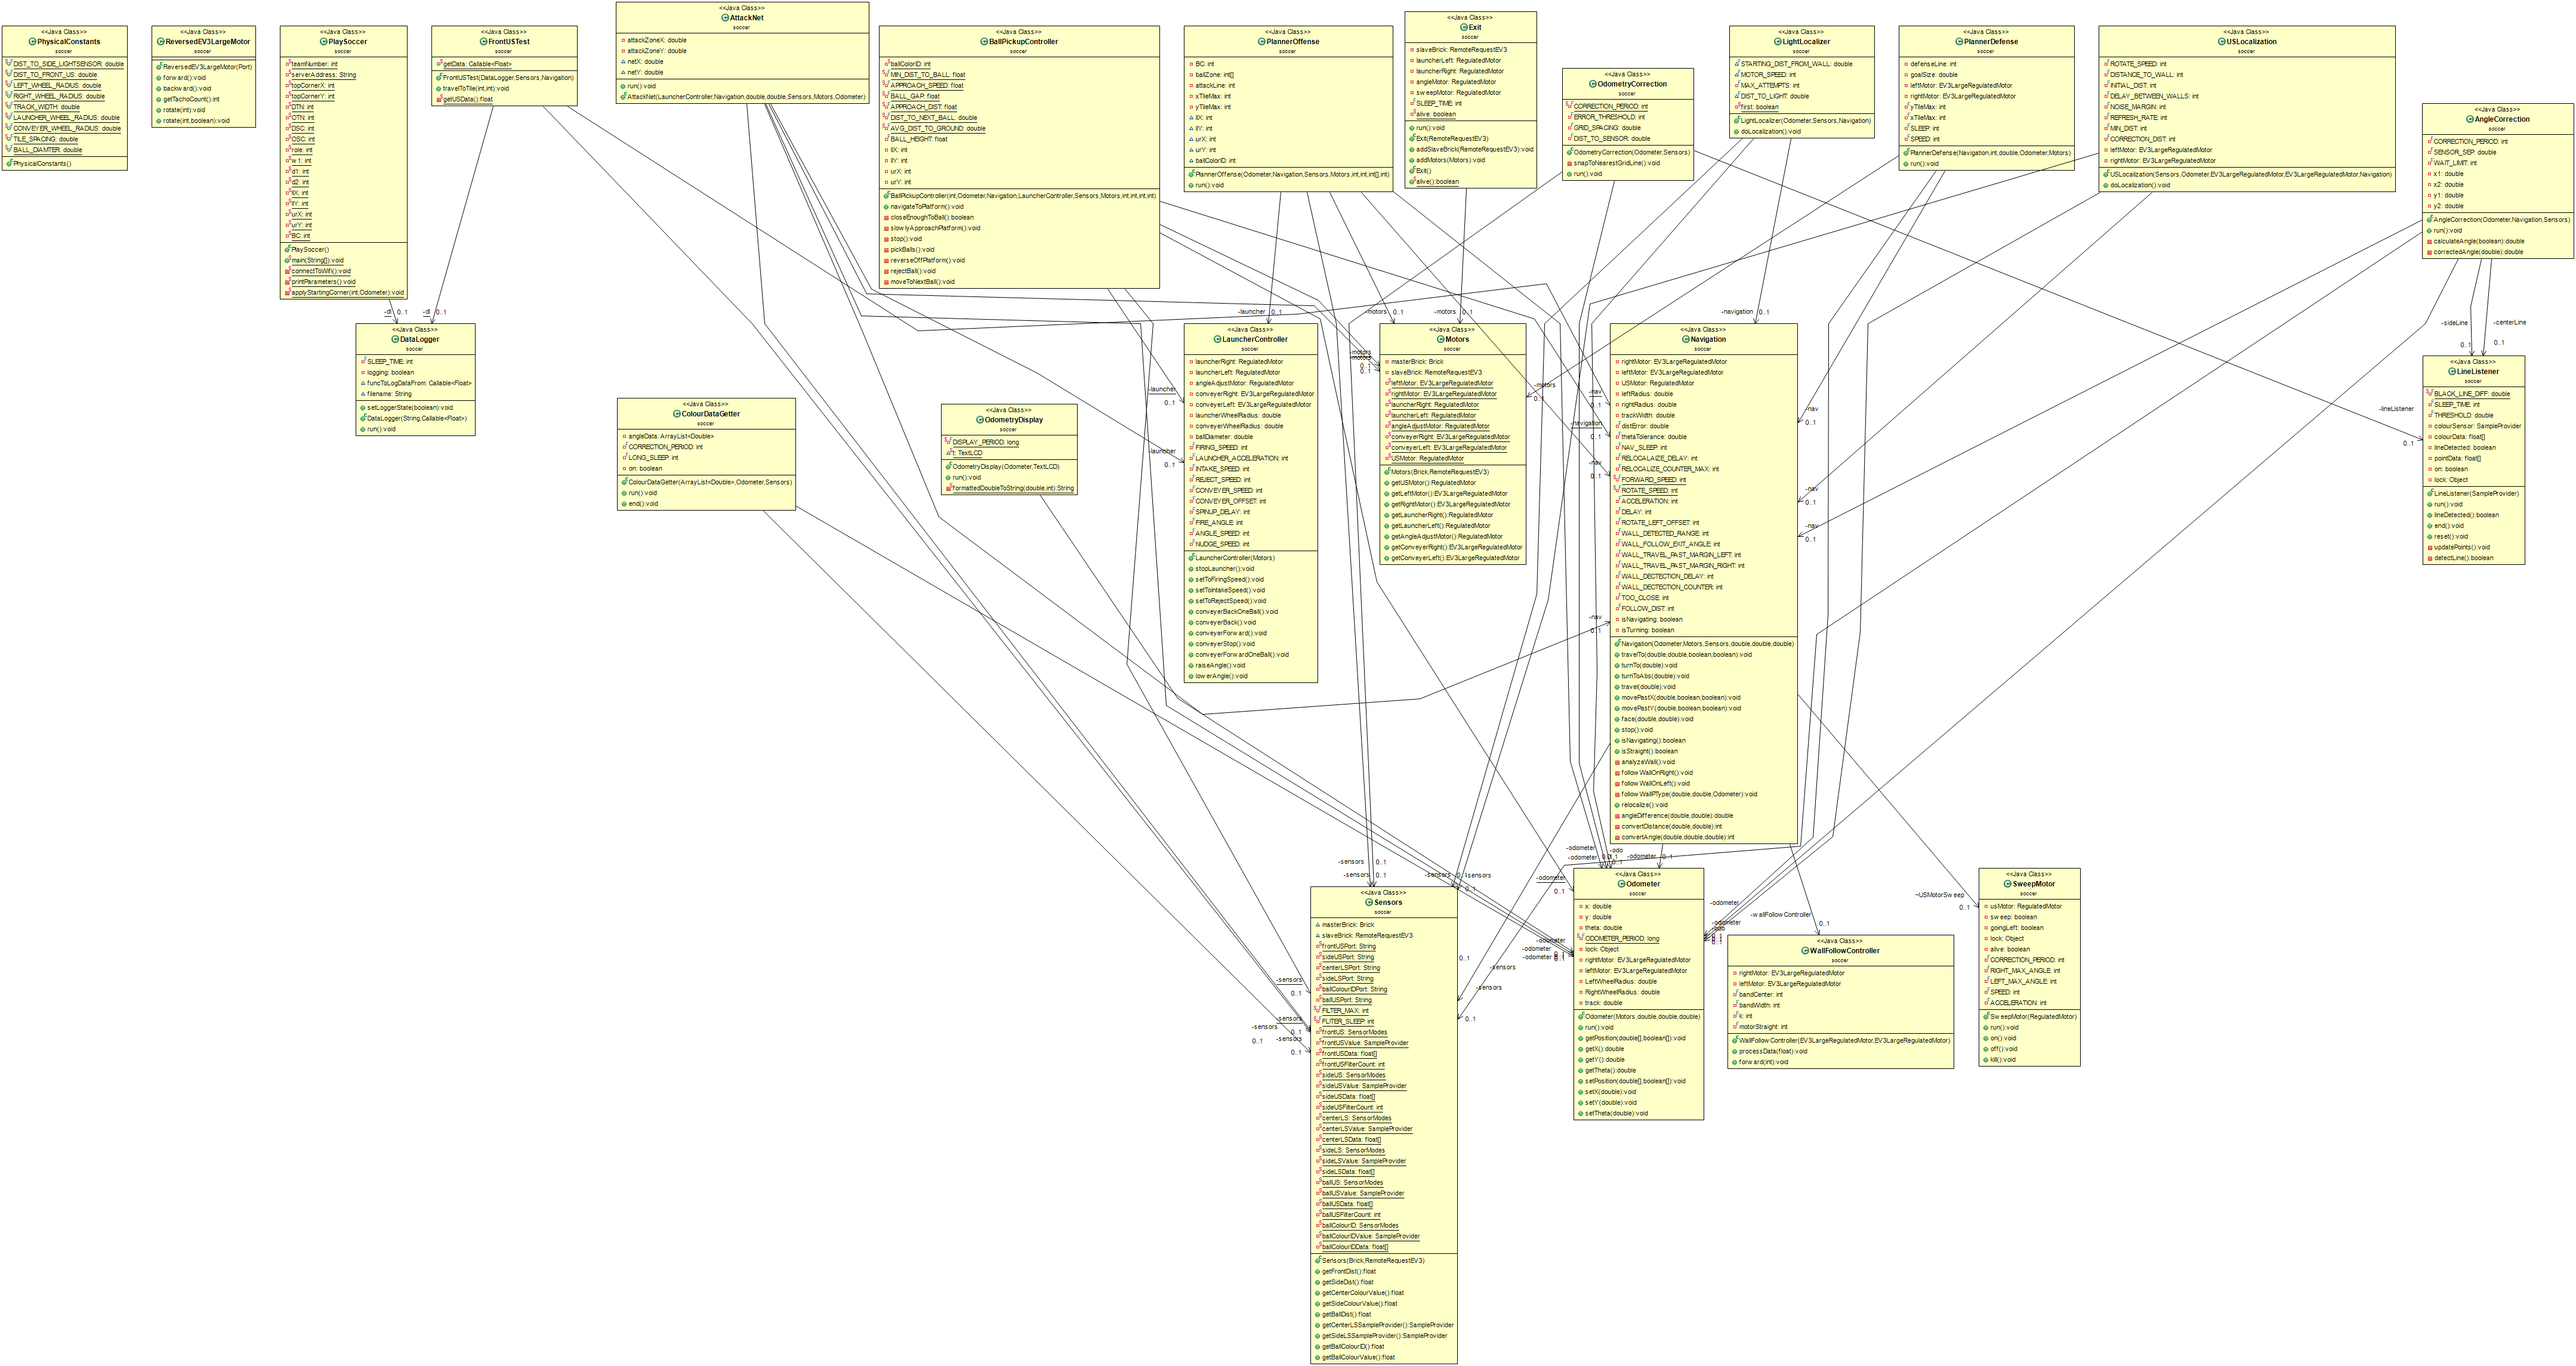 <<Java Class>>
PhysicalConstants
soccer
DIST_TO_SIDE_LIGHTSENSOR: double
DIST_TO_FRONT_US: double
LEFT_WHEEL_RADIUS: double
RIGHT_WHEEL_RADIUS: double
TRACK_WIDTH: double
LAUNCHER_WHEEL_RADIUS: double
CONVEYER_WHEEL_RADIUS: double
TILE_SPACING: double
BALL_DIAMTER: double
PhysicalConstants()
<<Java Class>>
ReversedEV3LargeMotor
soccer
ReversedEV3LargeMotor(Port)
forward():void
backward():void
getTachoCount():int
rotate(int):void
rotate(int,boolean):void
<<Java Class>>
PlaySoccer
soccer
teamNumber: int
serverAddress: String
topCornerX: int
topCornerY: int
DTN: int
OTN: int
DSC: int
OSC: int
role: int
w1: int
d1: int
d2: int
llX: int
llY: int
urX: int
urY: int
BC: int
PlaySoccer()
main(String[]):void
connectToWifi():void
printParameters():void
applyStartingCorner(int,Odometer):void
<<Java Class>>
FrontUSTest
soccer
getData: Callable<Float>
FrontUSTest(DataLogger,Sensors,Navigation)
travelToTile(int,int):void
getUSData():float
<<Java Class>>
AttackNet
soccer
attackZoneX: double
attackZoneY: double
netX: double
netY: double
run():void
AttackNet(LauncherController,Navigation,double,double,Sensors,Motors,Odometer)
<<Java Class>>
BallPickupController
soccer
ballColorID: int
MIN_DIST_TO_BALL: float
APPROACH_SPEED: float
BALL_GAP: float
APPROACH_DIST: float
DIST_TO_NEXT_BALL: double
AVG_DIST_TO_GROUND: double
BALL_HEIGHT: float
llX: int
llY: int
urX: int
urY: int
BallPickupController(int,Odometer,Navigation,LauncherController,Sensors,Motors,int,int,int,int)
navigateToPlatform():void
closeEnoughToBall():boolean
slowlyApproachPlatform():void
stop():void
pickBalls():void
reverseOffPlatform():void
rejectBall():void
moveToNextBall():void
<<Java Class>>
PlannerOffense
soccer
BC: int
ballZone: int[]
attackLine: int
xTileMax: int
yTileMax: int
llX: int
llY: int
urX: int
urY: int
ballColorID: int
PlannerOffense(Odometer,Navigation,Sensors,Motors,int,int,int[],int)
run():void
<<Java Class>>
Exit
soccer
slaveBrick: RemoteRequestEV3
launcherLeft: RegulatedMotor
launcherRight: RegulatedMotor
angleMotor: RegulatedMotor
sweepMotor: RegulatedMotor
SLEEP_TIME: int
alive: boolean
run():void
Exit(RemoteRequestEV3)
addSlaveBrick(RemoteRequestEV3):void
addMotors(Motors):void
Exit()
alive():boolean
<<Java Class>>
OdometryCorrection
soccer
CORRECTION_PERIOD: int
ERROR_THRESHOLD: int
GRID_SPACING: double
DIST_TO_SENSOR: double
OdometryCorrection(Odometer,Sensors)
snapToNearestGridLine():void
run():void
<<Java Class>>
LightLocalizer
soccer
STARTING_DIST_FROM_WALL: double
MOTOR_SPEED: int
MAX_ATTEMPTS: int
DIST_TO_LIGHT: double
first: boolean
LightLocalizer(Odometer,Sensors,Navigation)
doLocalization():void
<<Java Class>>
PlannerDefense
soccer
defenseLine: int
goalSize: double
leftMotor: EV3LargeRegulatedMotor
rightMotor: EV3LargeRegulatedMotor
yTileMax: int
xTileMax: int
SLEEP: int
SPEED: int
PlannerDefense(Navigation,int,double,Odometer,Motors)
run():void
<<Java Class>>
USLocalization
soccer
ROTATE_SPEED: int
DISTANCE_TO_WALL: int
INITIAL_DIST: int
DELAY_BETWEEN_WALLS: int
NOISE_MARGIN: int
REFRESH_RATE: int
MIN_DIST: int
CORRECTION_DIST: int
leftMotor: EV3LargeRegulatedMotor
rightMotor: EV3LargeRegulatedMotor
USLocalization(Sensors,Odometer,EV3LargeRegulatedMotor,EV3LargeRegulatedMotor,Navigation)
doLocalization():void
<<Java Class>>
AngleCorrection
soccer
CORRECTION_PERIOD: int
SENSOR_SEP: double
WAIT_LIMIT: int
x1: double
x2: double
y1: double
y2: double
AngleCorrection(Odometer,Navigation,Sensors)
run():void
calculateAngle(boolean):double
correctedAngle(double):double
-dl 0..1
-dl 0..1
-launcher 0..1
-motors 0..1
-motors 0..1
-navigation 0..1
-sideLine
0..1
-centerLine
0..1
<<Java Class>>
DataLogger
soccer
SLEEP_TIME: int
logging: boolean
funcToLogDataFrom: Callable<Float>
filename: String
setLoggerState(boolean):void
DataLogger(String,Callable<Float>)
run():void
<<Java Class>>
ColourDataGetter
soccer
angleData: ArrayList<Double>
CORRECTION_PERIOD: int
LONG_SLEEP: int
on: boolean
ColourDataGetter(ArrayList<Double>,Odometer,Sensors)
run():void
end():void
<<Java Class>>
OdometryDisplay
soccer
DISPLAY_PERIOD: long
t: TextLCD
OdometryDisplay(Odometer,TextLCD)
run():void
formattedDoubleToString(double,int):String
-launcher
0..1
-launcher
0..1
<<Java Class>>
LauncherController
soccer
launcherRight: RegulatedMotor
launcherLeft: RegulatedMotor
angleAdjustMotor: RegulatedMotor
conveyerRight: EV3LargeRegulatedMotor
conveyerLeft: EV3LargeRegulatedMotor
launcherWheelRadius: double
conveyerWheelRadius: double
ballDiameter: double
FIRING_SPEED: int
LAUNCHER_ACCELERATION: int
INTAKE_SPEED: int
REJECT_SPEED: int
CONVEYER_SPEED: int
CONVEYER_OFFSET: int
SPINUP_DELAY: int
FIRE_ANGLE: int
ANGLE_SPEED: int
NUDGE_SPEED: int
LauncherController(Motors)
stopLauncher():void
setToFiringSpeed():void
setToIntakeSpeed():void
setToRejectSpeed():void
conveyerBackOneBall():void
conveyerBack():void
conveyerForward():void
conveyerStop():void
conveyerForwardOneBall():void
raiseAngle():void
lowerAngle():void
-motors
-motors
0..1
0..1
<<Java Class>>
Motors
soccer
masterBrick: Brick
slaveBrick: RemoteRequestEV3
leftMotor: EV3LargeRegulatedMotor
rightMotor: EV3LargeRegulatedMotor
launcherRight: RegulatedMotor
launcherLeft: RegulatedMotor
angleAdjustMotor: RegulatedMotor
conveyerRight: EV3LargeRegulatedMotor
conveyerLeft: EV3LargeRegulatedMotor
USMotor: RegulatedMotor
Motors(Brick,RemoteRequestEV3)
getUSMotor():RegulatedMotor
getLeftMotor():EV3LargeRegulatedMotor
getRightMotor():EV3LargeRegulatedMotor
getLauncherRight():RegulatedMotor
getLauncherLeft():RegulatedMotor
getAngleAdjustMotor():RegulatedMotor
getConveyerRight():EV3LargeRegulatedMotor
getConveyerLeft():EV3LargeRegulatedMotor
-motors
0..1
-nav
0..1
-navigation
0..1
-nav
0..1
-nav
0..1
<<Java Class>>
Navigation
soccer
rightMotor: EV3LargeRegulatedMotor
leftMotor: EV3LargeRegulatedMotor
USMotor: RegulatedMotor
leftRadius: double
rightRadius: double
trackWidth: double
distError: double
thetaTolerance: double
NAV_SLEEP: int
RELOCALAIZE_DELAY: int
RELOCALIZE_COUNTER_MAX: int
FORWARD_SPEED: int
ROTATE_SPEED: int
ACCELERATION: int
DELAY: int
ROTATE_LEFT_OFFSET: int
WALL_DETECTED_RANGE: int
WALL_FOLLOW_EXIT_ANGLE: int
WALL_TRAVEL_PAST_MARGIN_LEFT: int
WALL_TRAVEL_PAST_MARGIN_RIGHT: int
WALL_DECTECTION_DELAY: int
WALL_DECTECTION_COUNTER: int
TOO_CLOSE: int
FOLLOW_DIST: int
isNavigating: boolean
isTurning: boolean
Navigation(Odometer,Motors,Sensors,double,double,double)
travelTo(double,double,boolean,boolean):void
turnTo(double):void
turnToAbs(double):void
travel(double):void
movePastX(double,boolean,boolean):void
movePastY(double,boolean,boolean):void
face(double,double):void
stop():void
isNavigating():boolean
isStraight():boolean
analyzeWall():void
followWallOnRight():void
followWallOnLeft():void
followWallPType(double,double,Odometer):void
relocalize():void
angleDifference(double,double):double
convertDistance(double,double):int
convertAngle(double,double,double):int
-nav
0..1
-nav
0..1
-nav
0..1
-lineListener
0..1
<<Java Class>>
LineListener
soccer
BLACK_LINE_DIFF: double
SLEEP_TIME: int
THRESHOLD: double
colourSensor: SampleProvider
colourData: float[]
lineDetected: boolean
pointData: float[]
on: boolean
lock: Object
LineListener(SampleProvider)
run():void
lineDetected():boolean
end():void
reset():void
updatePoints():void
detectLine():boolean
-sensors
0..1
-sensors
0..1
-sensors
-sensors
0..1
-odometer
-odometer
-odo
-odometer
0..1
-sensors
0..1
-sensors
0..1
-sensors
0..1
-sensors
0..1
<<Java Class>>
Sensors
soccer
masterBrick: Brick
slaveBrick: RemoteRequestEV3
frontUSPort: String
sideUSPort: String
centerLSPort: String
sideLSPort: String
ballColourIDPort: String
ballUSPort: String
FILTER_MAX: int
FLITER_SLEEP: int
frontUS: SensorModes
frontUSValue: SampleProvider
frontUSData: float[]
frontUSFilterCount: int
sideUS: SensorModes
sideUSValue: SampleProvider
sideUSData: float[]
sideUSFilterCount: int
centerLS: SensorModes
centerLSValue: SampleProvider
centerLSData: float[]
sideLS: SensorModes
sideLSValue: SampleProvider
sideLSData: float[]
ballUS: SensorModes
ballUSValue: SampleProvider
ballUSData: float[]
ballUSFilterCount: int
ballColourID: SensorModes
ballColourIDValue: SampleProvider
ballColourIDData: float[]
Sensors(Brick,RemoteRequestEV3)
getFrontDist():float
getSideDist():float
getCenterColourValue():float
getSideColourValue():float
getBallDist():float
getCenterLSSampleProvider():SampleProvider
getSideLSSampleProvider():SampleProvider
getBallColourID():float
getBallColourValue():float
0..1
-sensors
-sensors
0..1
-odometer
0..1
-odometer
-odometer
-odometer
<<Java Class>>
Odometer
soccer
x: double
y: double
theta: double
ODOMETER_PERIOD: long
lock: Object
rightMotor: EV3LargeRegulatedMotor
leftMotor: EV3LargeRegulatedMotor
LeftWheelRadius: double
RightWheelRadius: double
track: double
Odometer(Motors,double,double,double)
run():void
getPosition(double[],boolean[]):void
getX():double
getY():double
getTheta():double
setPosition(double[],boolean[]):void
setX(double):void
setY(double):void
setTheta(double):void
-odometer
-odometer
-wallFollowController
0..1
<<Java Class>>
WallFollowController
soccer
rightMotor: EV3LargeRegulatedMotor
leftMotor: EV3LargeRegulatedMotor
bandCenter: int
bandWidth: int
k: int
motorStraight: int
WallFollowController(EV3LargeRegulatedMotor,EV3LargeRegulatedMotor)
processData(float):void
forward(int):void
~USMotorSweep
0..1
<<Java Class>>
SweepMotor
soccer
usMotor: RegulatedMotor
sweep: boolean
goingLeft: boolean
lock: Object
alive: boolean
CORRECTION_PERIOD: int
RIGHT_MAX_ANGLE: int
LEFT_MAX_ANGLE: int
SPEED: int
ACCELERATION: int
SweepMotor(RegulatedMotor)
run():void
on():void
off():void
kill():void